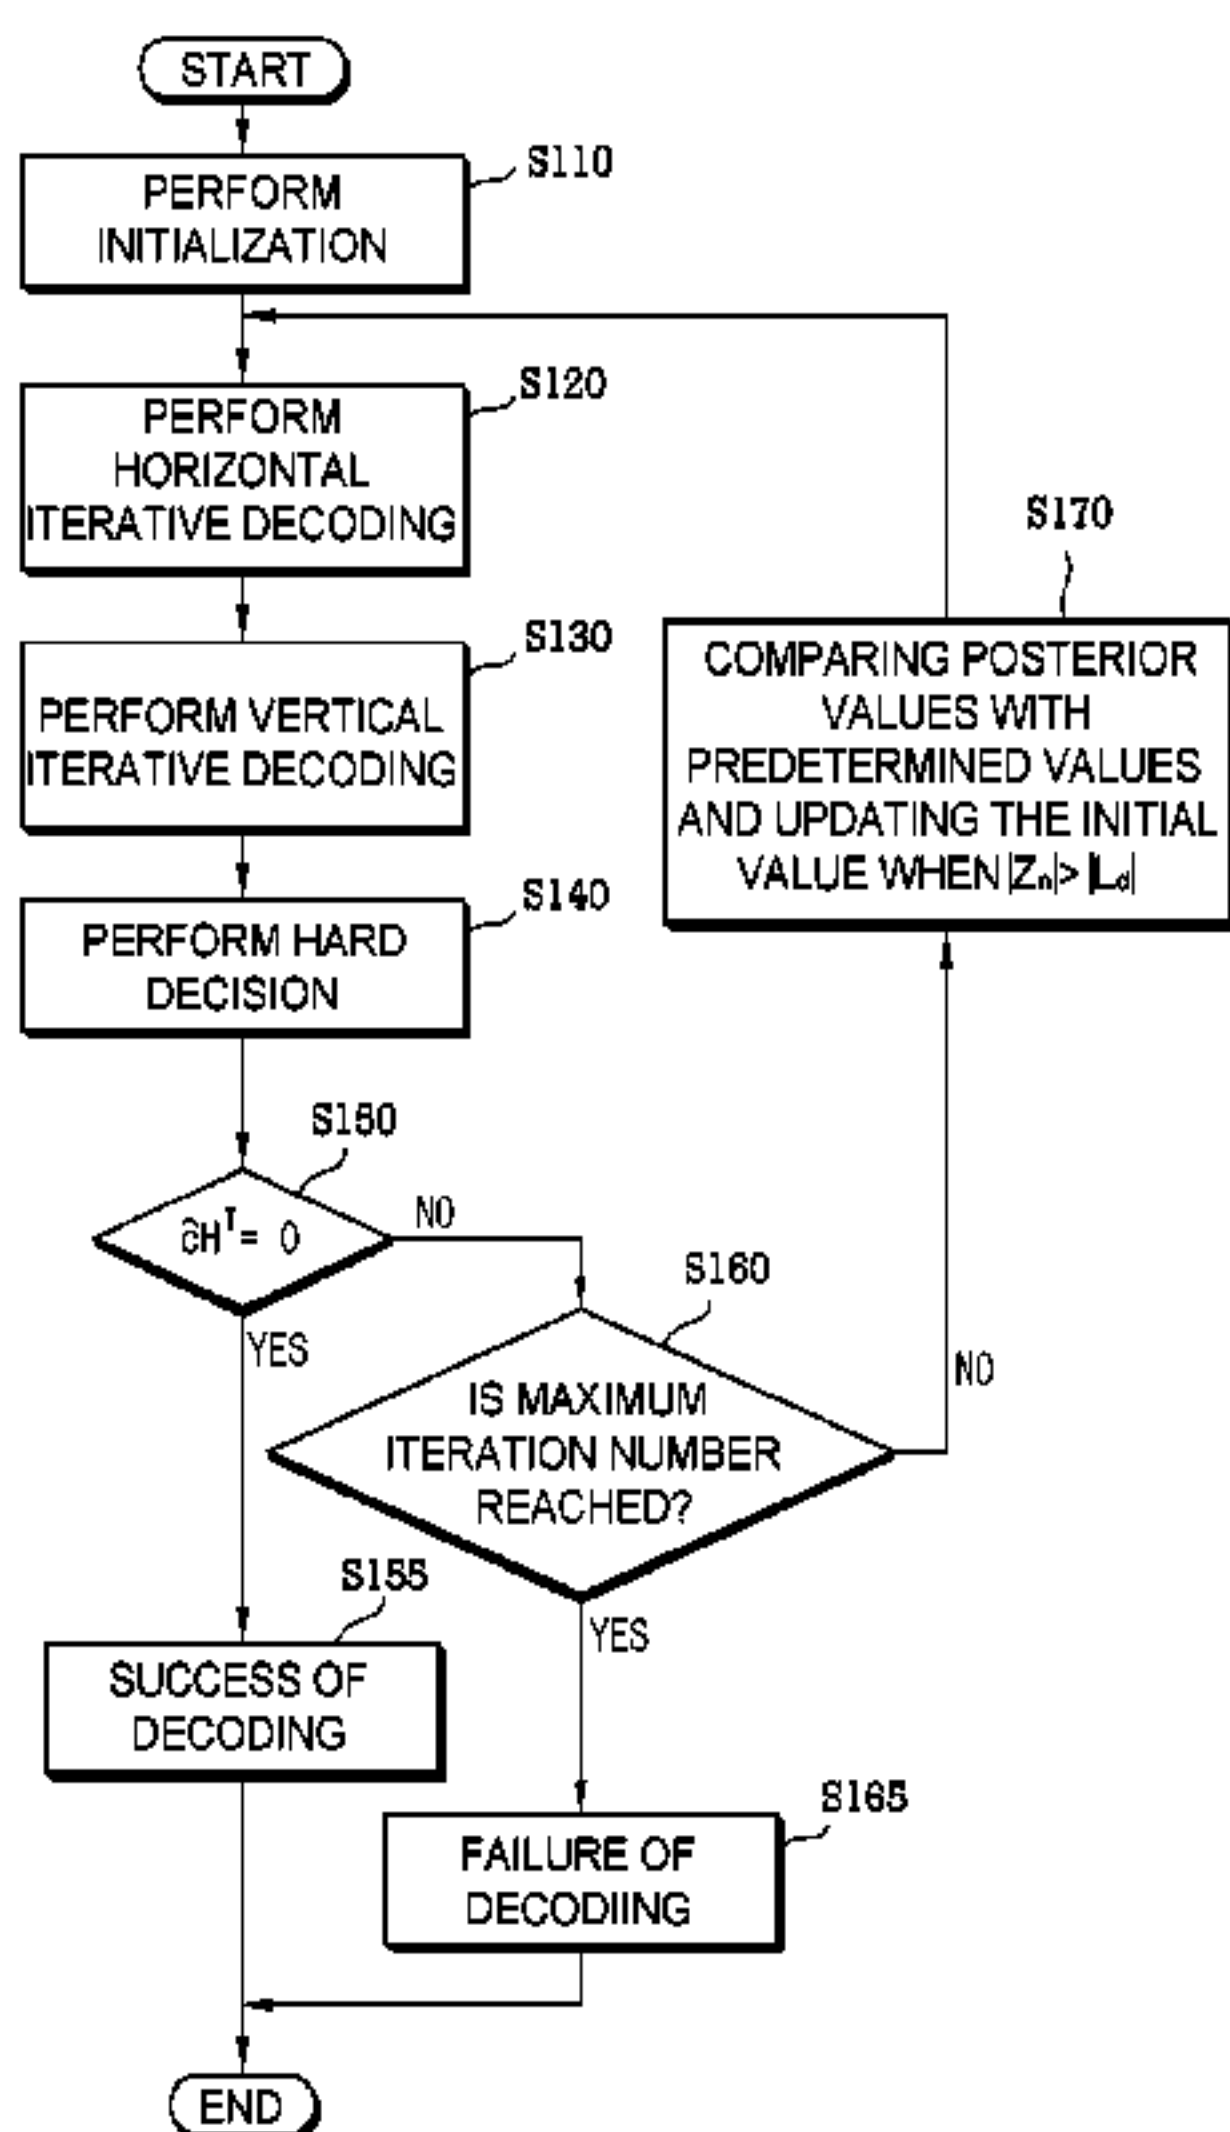 START
S110
PERFORM
INITIALIZATION
S120
PERFORM
HORIZONTAL
ITERATIVE DECODING
S130
PERFORM VERTICAL
ITERATIVE DECODING
S140
PERFORM HARD
DECISION
S170
COMPARING POSTERIOR
VALUES WITH
PREDETERMINED VALUES
AND UPDATING THE INITIAL
VALUE WHEN |Zₙ| > |L_d|
S150
ĉHᵀ = 0
NO
YES
S160
IS MAXIMUM
ITERATION NUMBER
REACHED?
NO
YES
S155
SUCCESS OF
DECODING
S165
FAILURE OF
DECODIING
END